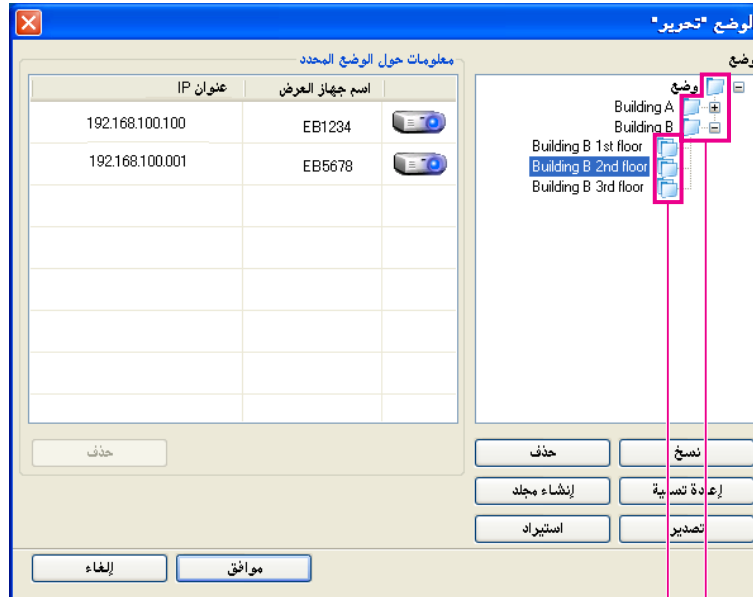 الوضع "تحرير"
وضع
وضع
Building A
Building B
Building B 1st floor
Building B 2nd floor
Building B 3rd floor
معلومات حول الوضع المحدد
اسم جهاز العرض عنوان IP
EB1234 192.168.100.100
EB5678 192.168.100.001
نسخ حذف
إعادة تسمية إنشاء مجلد
تصدير استيراد
حذف
موافق إلغاء